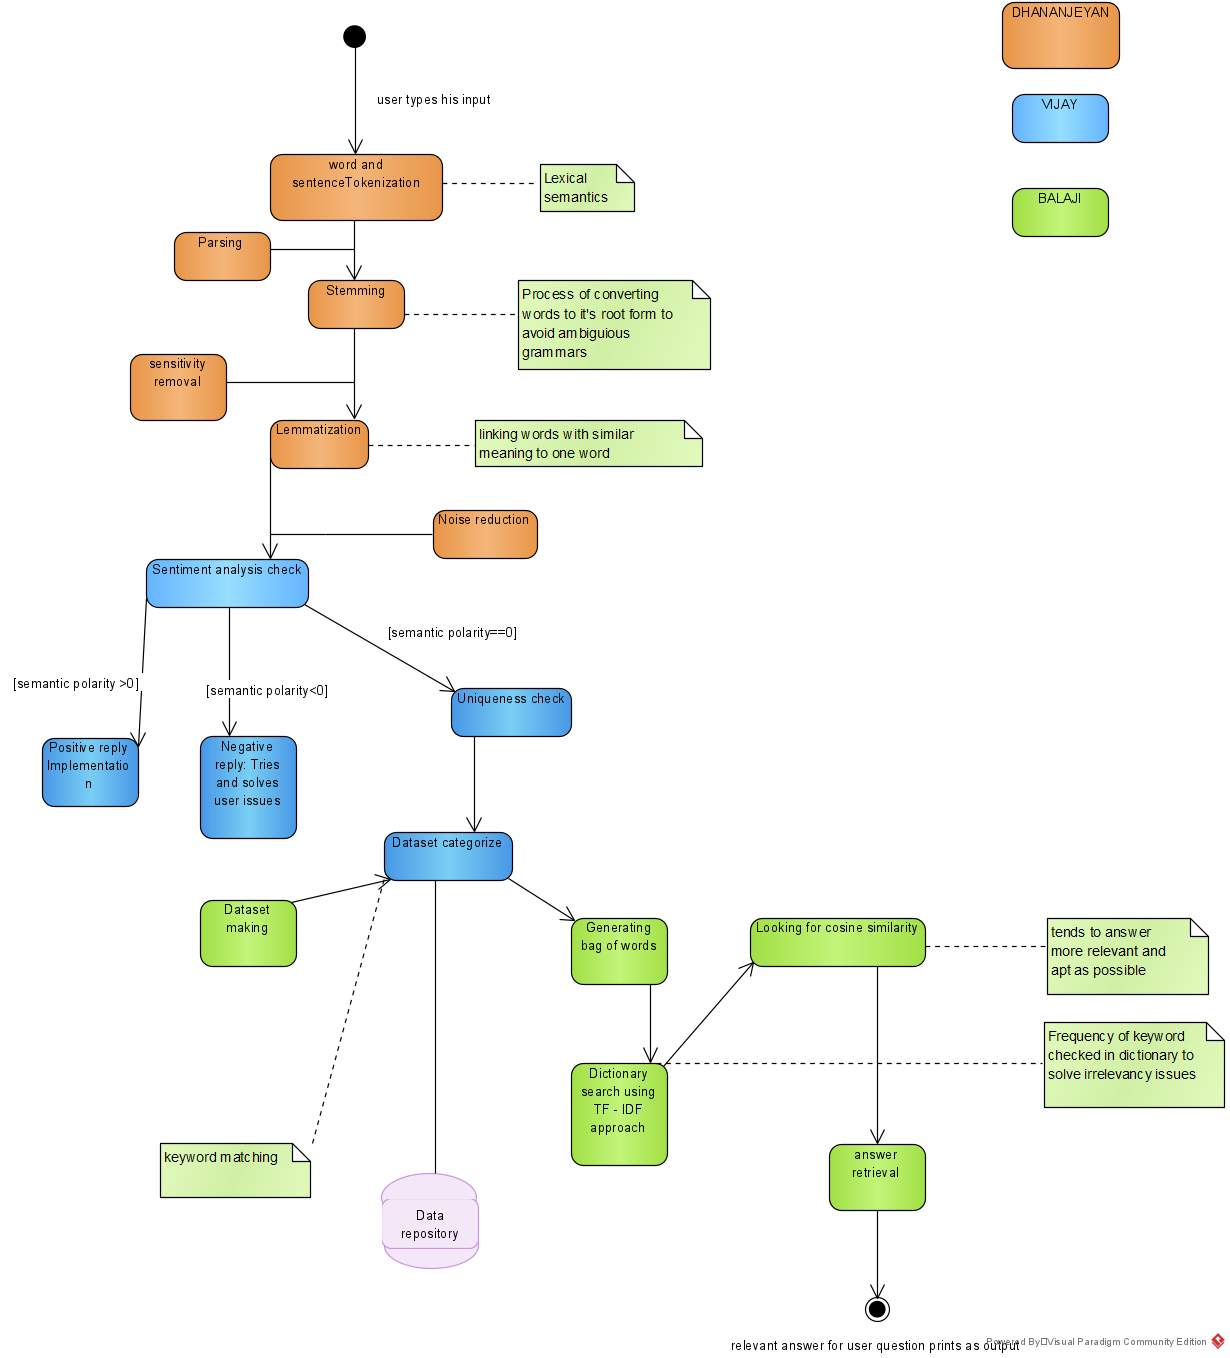 DHANANJEYAN
VIJAY
BALAJI
user types his input
word and
sentenceTokenization
Lexical
semantics
Parsing
Stemming
Process of converting
words to it's root form to
avoid ambiguious
grammars
sensitivity
removal
Lemmatization
linking words with similar
meaning to one word
Noise reduction
Sentiment analysis check
[semantic polarity==0]
[semantic polarity >0]
[semantic polarity<0]
Uniqueness check
Positive reply
Implementatio
n
Negative
reply: Tries
and solves
user issues
Dataset categorize
Dataset
making
Generating
bag of words
Looking for cosine similarity
tends to answer
more relevant and
apt as possible
Dictionary
search using
TF - IDF
approach
Frequency of keyword
checked in dictionary to
solve irrelevancy issues
keyword matching
answer
retrieval
Data
repository
relevant answer for user question prints as output
Powered By□Visual Paradigm Community Edition